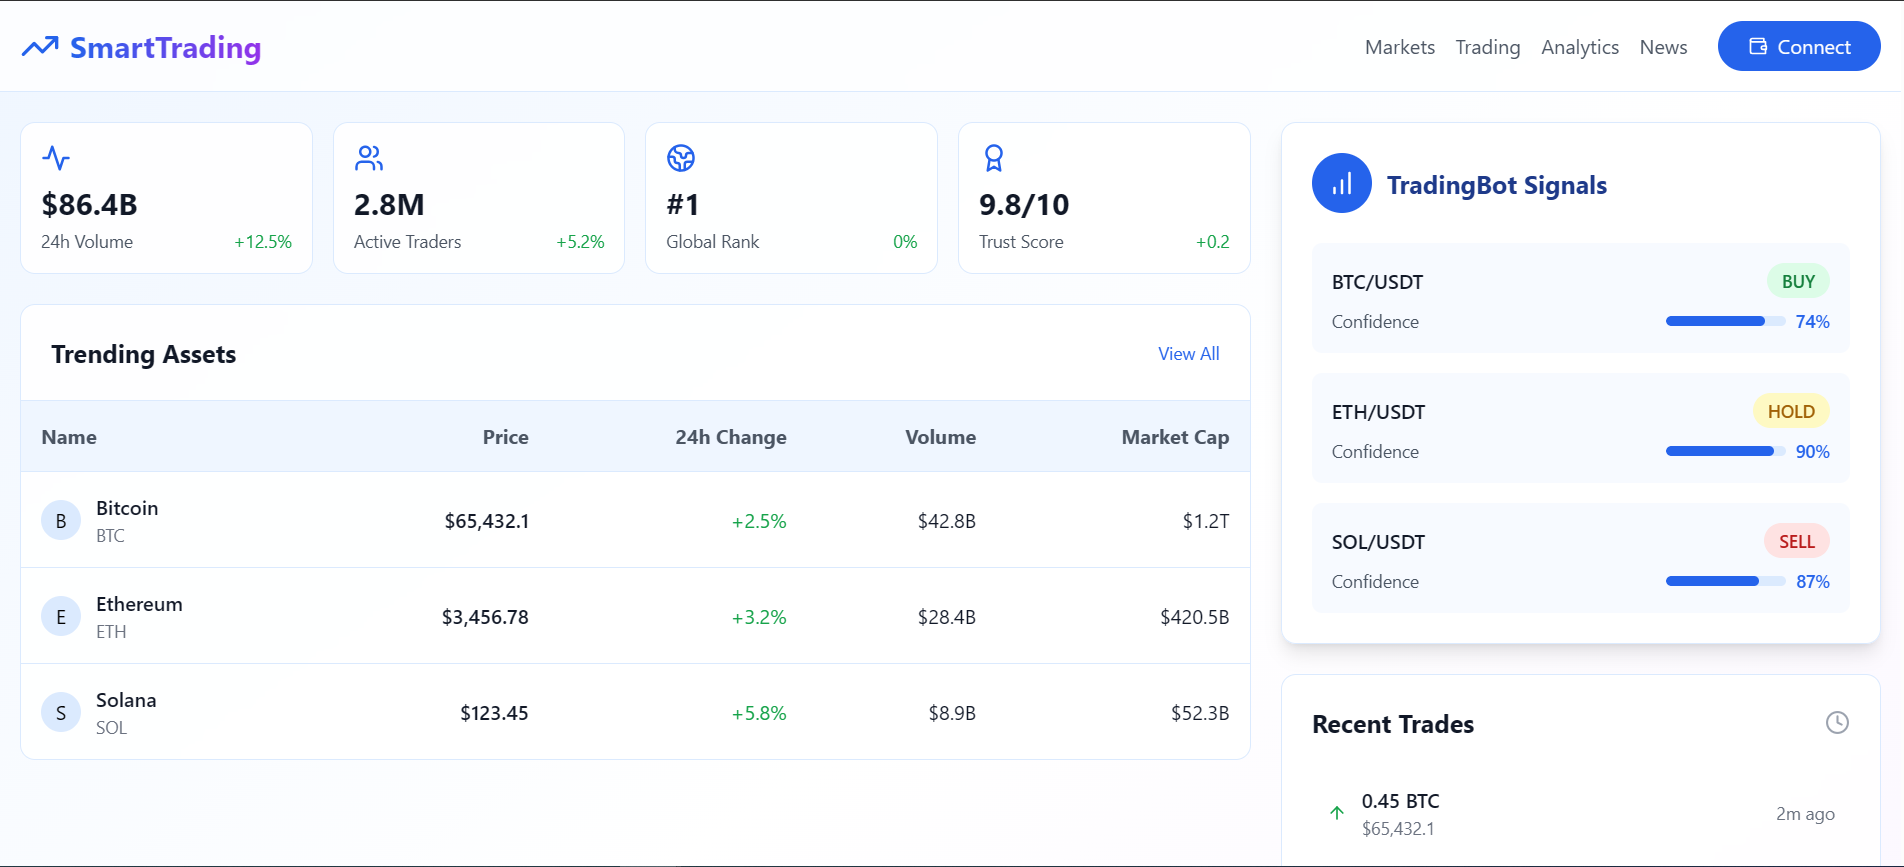 SmartTrading
Markets Trading Analytics News Connect
$86.4B
24h Volume +12.5%
2.8M
Active Traders +5.2%
#1
Global Rank 0%
9.8/10
Trust Score +0.2
Trending Assets View All
Name Price 24h Change Volume Market Cap
B Bitcoin BTC $65,432.1 +2.5% $42.8B $1.2T
E Ethereum ETH $3,456.78 +3.2% $28.4B $420.5B
S Solana SOL $123.45 +5.8% $8.9B $52.3B
TradingBot Signals
BTC/USDT BUY
Confidence 74%
ETH/USDT HOLD
Confidence 90%
SOL/USDT SELL
Confidence 87%
Recent Trades
0.45 BTC 2m ago
$65,432.1